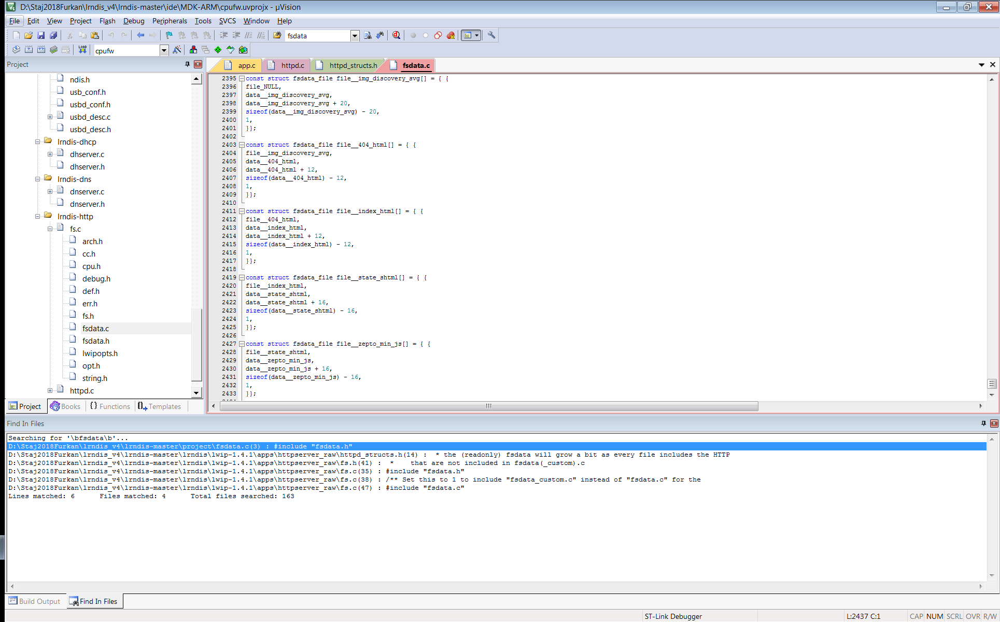 D:\Staj2018Furkan\lrndis_v4\lrndis-master\ide\MDK-ARM\cpufw.uvprojx - µVision
File Edit View Project Flash Debug Peripherals Tools SVCS Window Help
fsdata
LOAD
cpufw
Project
app.c httpd.c httpd_structs.h fsdata.c
ndis.h
usb_conf.h
usbd_conf.h
usbd_desc.c
usbd_desc.h
lrndis-dhcp
dhserver.c
dhserver.h
lrndis-dns
dnserver.c
dnserver.h
lrndis-http
fs.c
arch.h
cc.h
cpu.h
debug.h
def.h
err.h
fs.h
fsdata.c
fsdata.h
lwipopts.h
opt.h
string.h
httpd.c
Project Books {} Functions Templates
2395 const struct fsdata_file file__img_discovery_svg[] = { {
2396 file_NULL,
2397 data__img_discovery_svg,
2398 data__img_discovery_svg + 20,
2399 sizeof(data__img_discovery_svg) - 20,
2400 1,
2401 }};
2402
2403 const struct fsdata_file file__404_html[] = { {
2404 file__img_discovery_svg,
2405 data__404_html,
2406 data__404_html + 12,
2407 sizeof(data__404_html) - 12,
2408 1,
2409 }};
2410
2411 const struct fsdata_file file__index_html[] = { {
2412 file__404_html,
2413 data__index_html,
2414 data__index_html + 12,
2415 sizeof(data__index_html) - 12,
2416 1,
2417 }};
2418
2419 const struct fsdata_file file__state_shtml[] = { {
2420 file__index_html,
2421 data__state_shtml,
2422 data__state_shtml + 16,
2423 sizeof(data__state_shtml) - 16,
2424 1,
2425 }};
2426
2427 const struct fsdata_file file__zepto_min_js[] = { {
2428 file__state_shtml,
2429 data__zepto_min_js,
2430 data__zepto_min_js + 16,
2431 sizeof(data__zepto_min_js) - 16,
2432 1,
2433 }};
Find In Files
Searching for '\bfsdata\b'...
D:\Staj2018Furkan\lrndis_v4\lrndis-master\project\fsdata.c(3) : #include "fsdata.h"
D:\Staj2018Furkan\lrndis_v4\lrndis-master\lrndis\lwip-1.4.1\apps\httpserver_raw\httpd_structs.h(14) : * the (readonly) fsdata will grow a bit as every file includes the HTTP
D:\Staj2018Furkan\lrndis_v4\lrndis-master\lrndis\lwip-1.4.1\apps\httpserver_raw\fs.h(41) : * that are not included in fsdata(_custom).c
D:\Staj2018Furkan\lrndis_v4\lrndis-master\lrndis\lwip-1.4.1\apps\httpserver_raw\fs.c(35) : #include "fsdata.h"
D:\Staj2018Furkan\lrndis_v4\lrndis-master\lrndis\lwip-1.4.1\apps\httpserver_raw\fs.c(38) : /** Set this to 1 to include "fsdata_custom.c" instead of "fsdata.c" for the
D:\Staj2018Furkan\lrndis_v4\lrndis-master\lrndis\lwip-1.4.1\apps\httpserver_raw\fs.c(47) : #include "fsdata.c"
Lines matched: 6 Files matched: 4 Total files searched: 163
Build Output Find In Files
ST-Link Debugger L:2437 C:1 CAP NUM SCRL OVR R/W